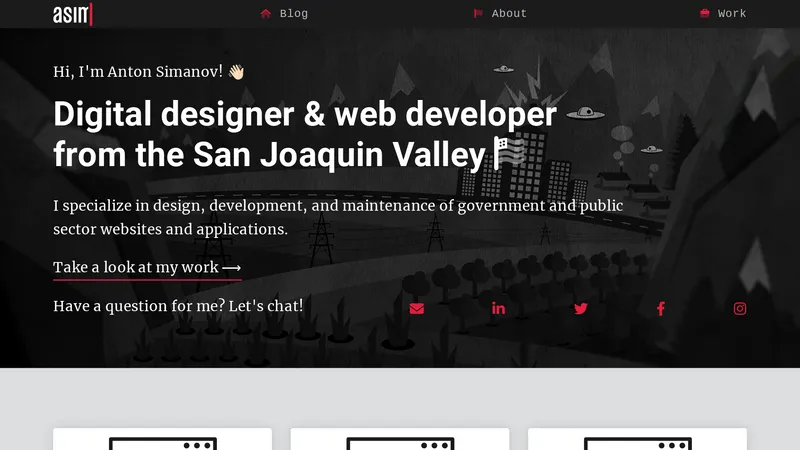 asim
Blog
About
Work
Hi, I'm Anton Simanov! 👋🏻
Digital designer & web developer
from the San Joaquin Valley
I specialize in design, development, and maintenance of government and public
sector websites and applications.
Take a look at my work ⟶
Have a question for me? Let's chat!